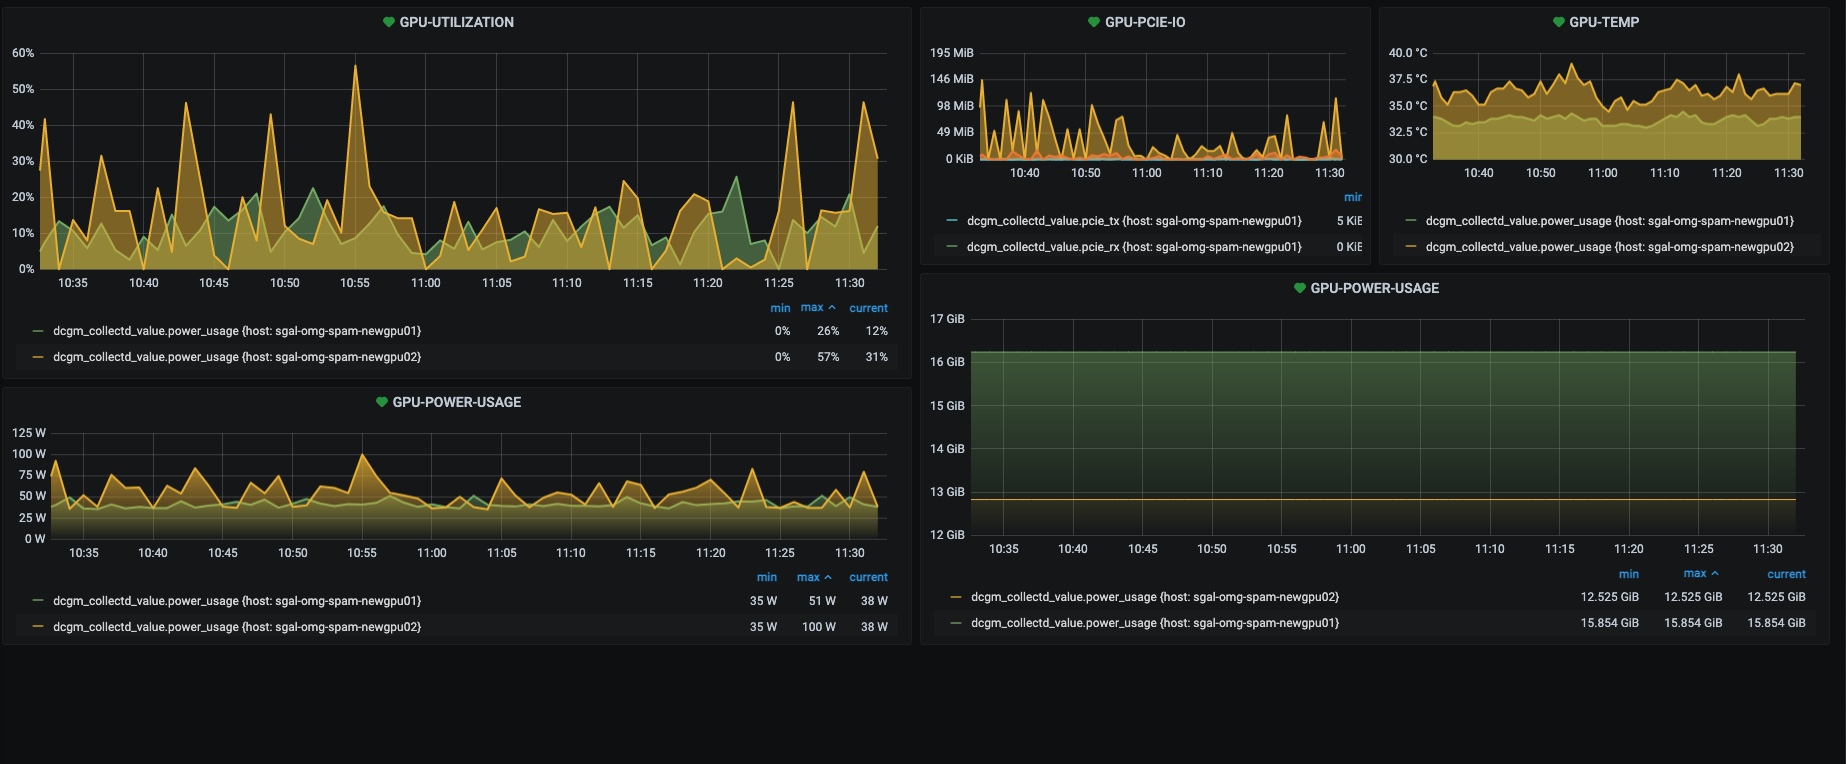 GPU-UTILIZATION
60%
50%
40%
30%
20%
10%
0%
10:35 10:40 10:45 10:50 10:55 11:00 11:05 11:10 11:15 11:20 11:25 11:30
min max current
dcgm_collectd_value.power_usage {host: sgal-omg-spam-newgpu01} 0% 26% 12%
dcgm_collectd_value.power_usage {host: sgal-omg-spam-newgpu02} 0% 57% 31%
GPU-PCIE-IO
195 MiB
146 MiB
98 MiB
49 MiB
0 KiB
10:40 10:50 11:00 11:10 11:20 11:30
min
dcgm_collectd_value.pcie_tx {host: sgal-omg-spam-newgpu01} 5 KiB
dcgm_collectd_value.pcie_rx {host: sgal-omg-spam-newgpu01} 0 KiB
GPU-TEMP
40.0 °C
37.5 °C
35.0 °C
32.5 °C
30.0 °C
10:40 10:50 11:00 11:10 11:20 11:30
dcgm_collectd_value.power_usage {host: sgal-omg-spam-newgpu01}
dcgm_collectd_value.power_usage {host: sgal-omg-spam-newgpu02}
GPU-POWER-USAGE
125 W
100 W
75 W
50 W
25 W
0 W
10:35 10:40 10:45 10:50 10:55 11:00 11:05 11:10 11:15 11:20 11:25 11:30
min max current
dcgm_collectd_value.power_usage {host: sgal-omg-spam-newgpu01} 35 W 51 W 38 W
dcgm_collectd_value.power_usage {host: sgal-omg-spam-newgpu02} 35 W 100 W 38 W
GPU-POWER-USAGE
17 GiB
16 GiB
15 GiB
14 GiB
13 GiB
12 GiB
10:35 10:40 10:45 10:50 10:55 11:00 11:05 11:10 11:15 11:20 11:25 11:30
min max current
dcgm_collectd_value.power_usage {host: sgal-omg-spam-newgpu02} 12.525 GiB 12.525 GiB 12.525 GiB
dcgm_collectd_value.power_usage {host: sgal-omg-spam-newgpu01} 15.854 GiB 15.854 GiB 15.854 GiB